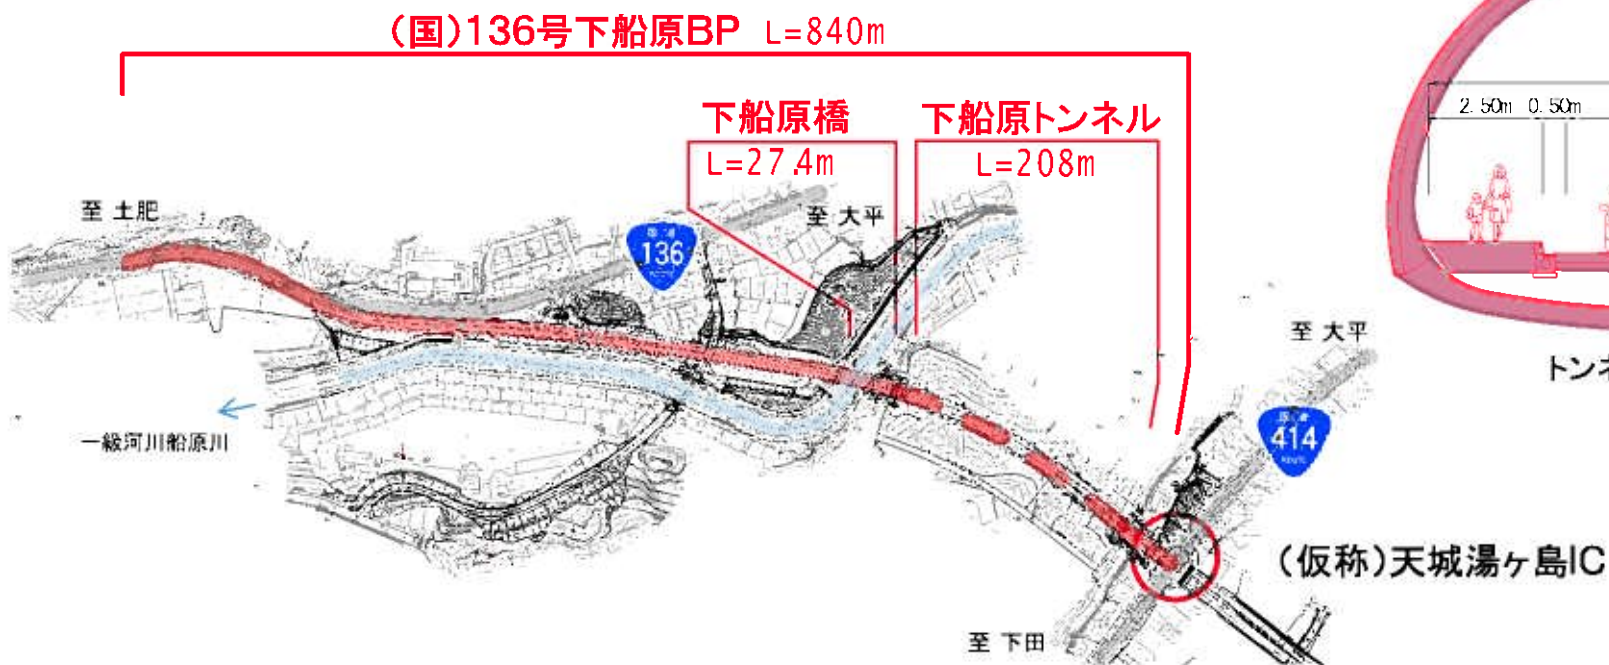 (国)136号下船原BP L=840m
下船原橋
L=27.4m
下船原トンネル
L=208m
2.50m 0.50m
至 土肥
136
至 大平
一級河川船原川
至 大平
414
トンネ
(仮称)天城湯ヶ島IC
至 下田